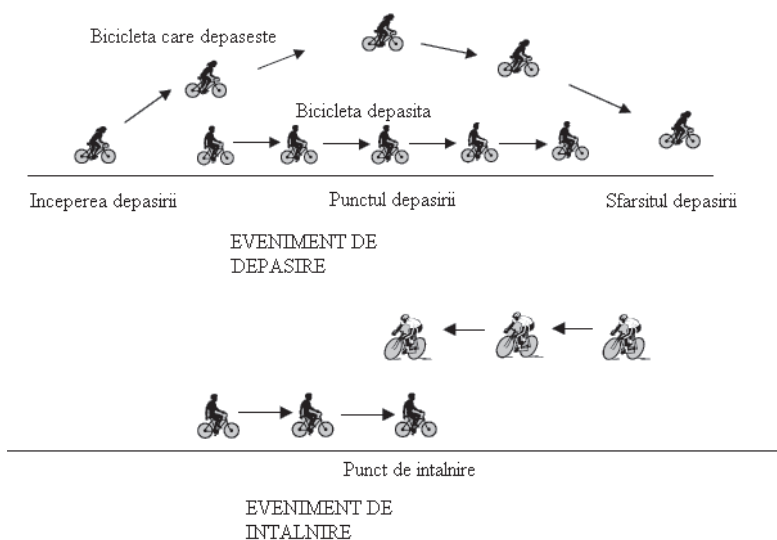 Bicicleta care depaseste
Bicicleta depasita
Inceperea depasirii
Punctul depasirii
Sfarsitul depasirii
EVENIMENT DE
DEPASIRE
Punct de intalnire
EVENIMENT DE
INTALNIRE